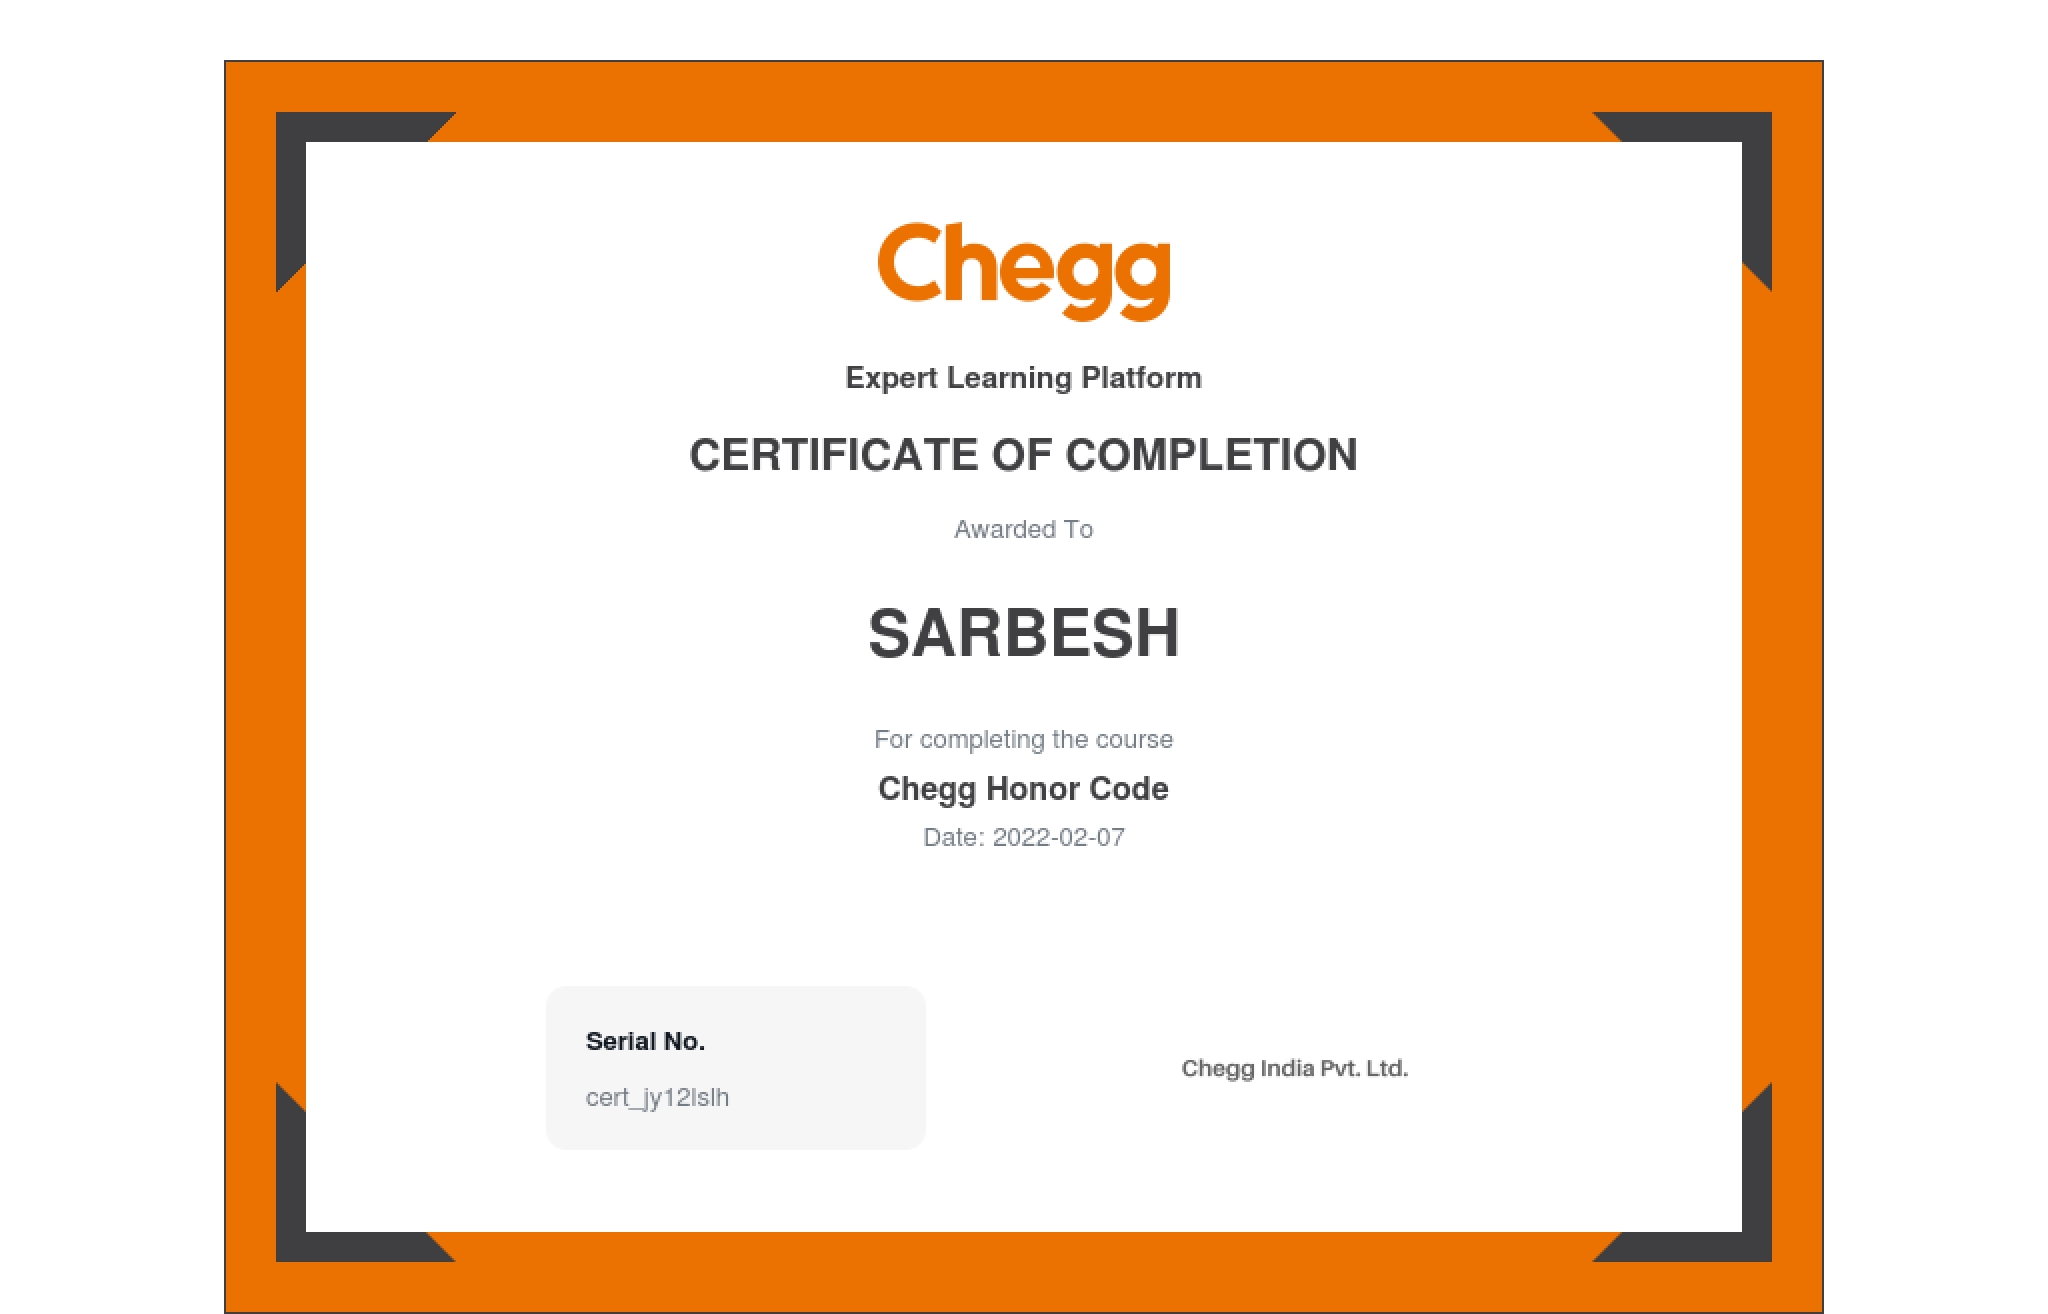 Chegg
Expert Learning Platform
CERTIFICATE OF COMPLETION
Awarded To
SARBESH
For completing the course
Chegg Honor Code
Date: 2022-02-07
Serial No.
cert_jy12lslh
Chegg India Pvt. Ltd.